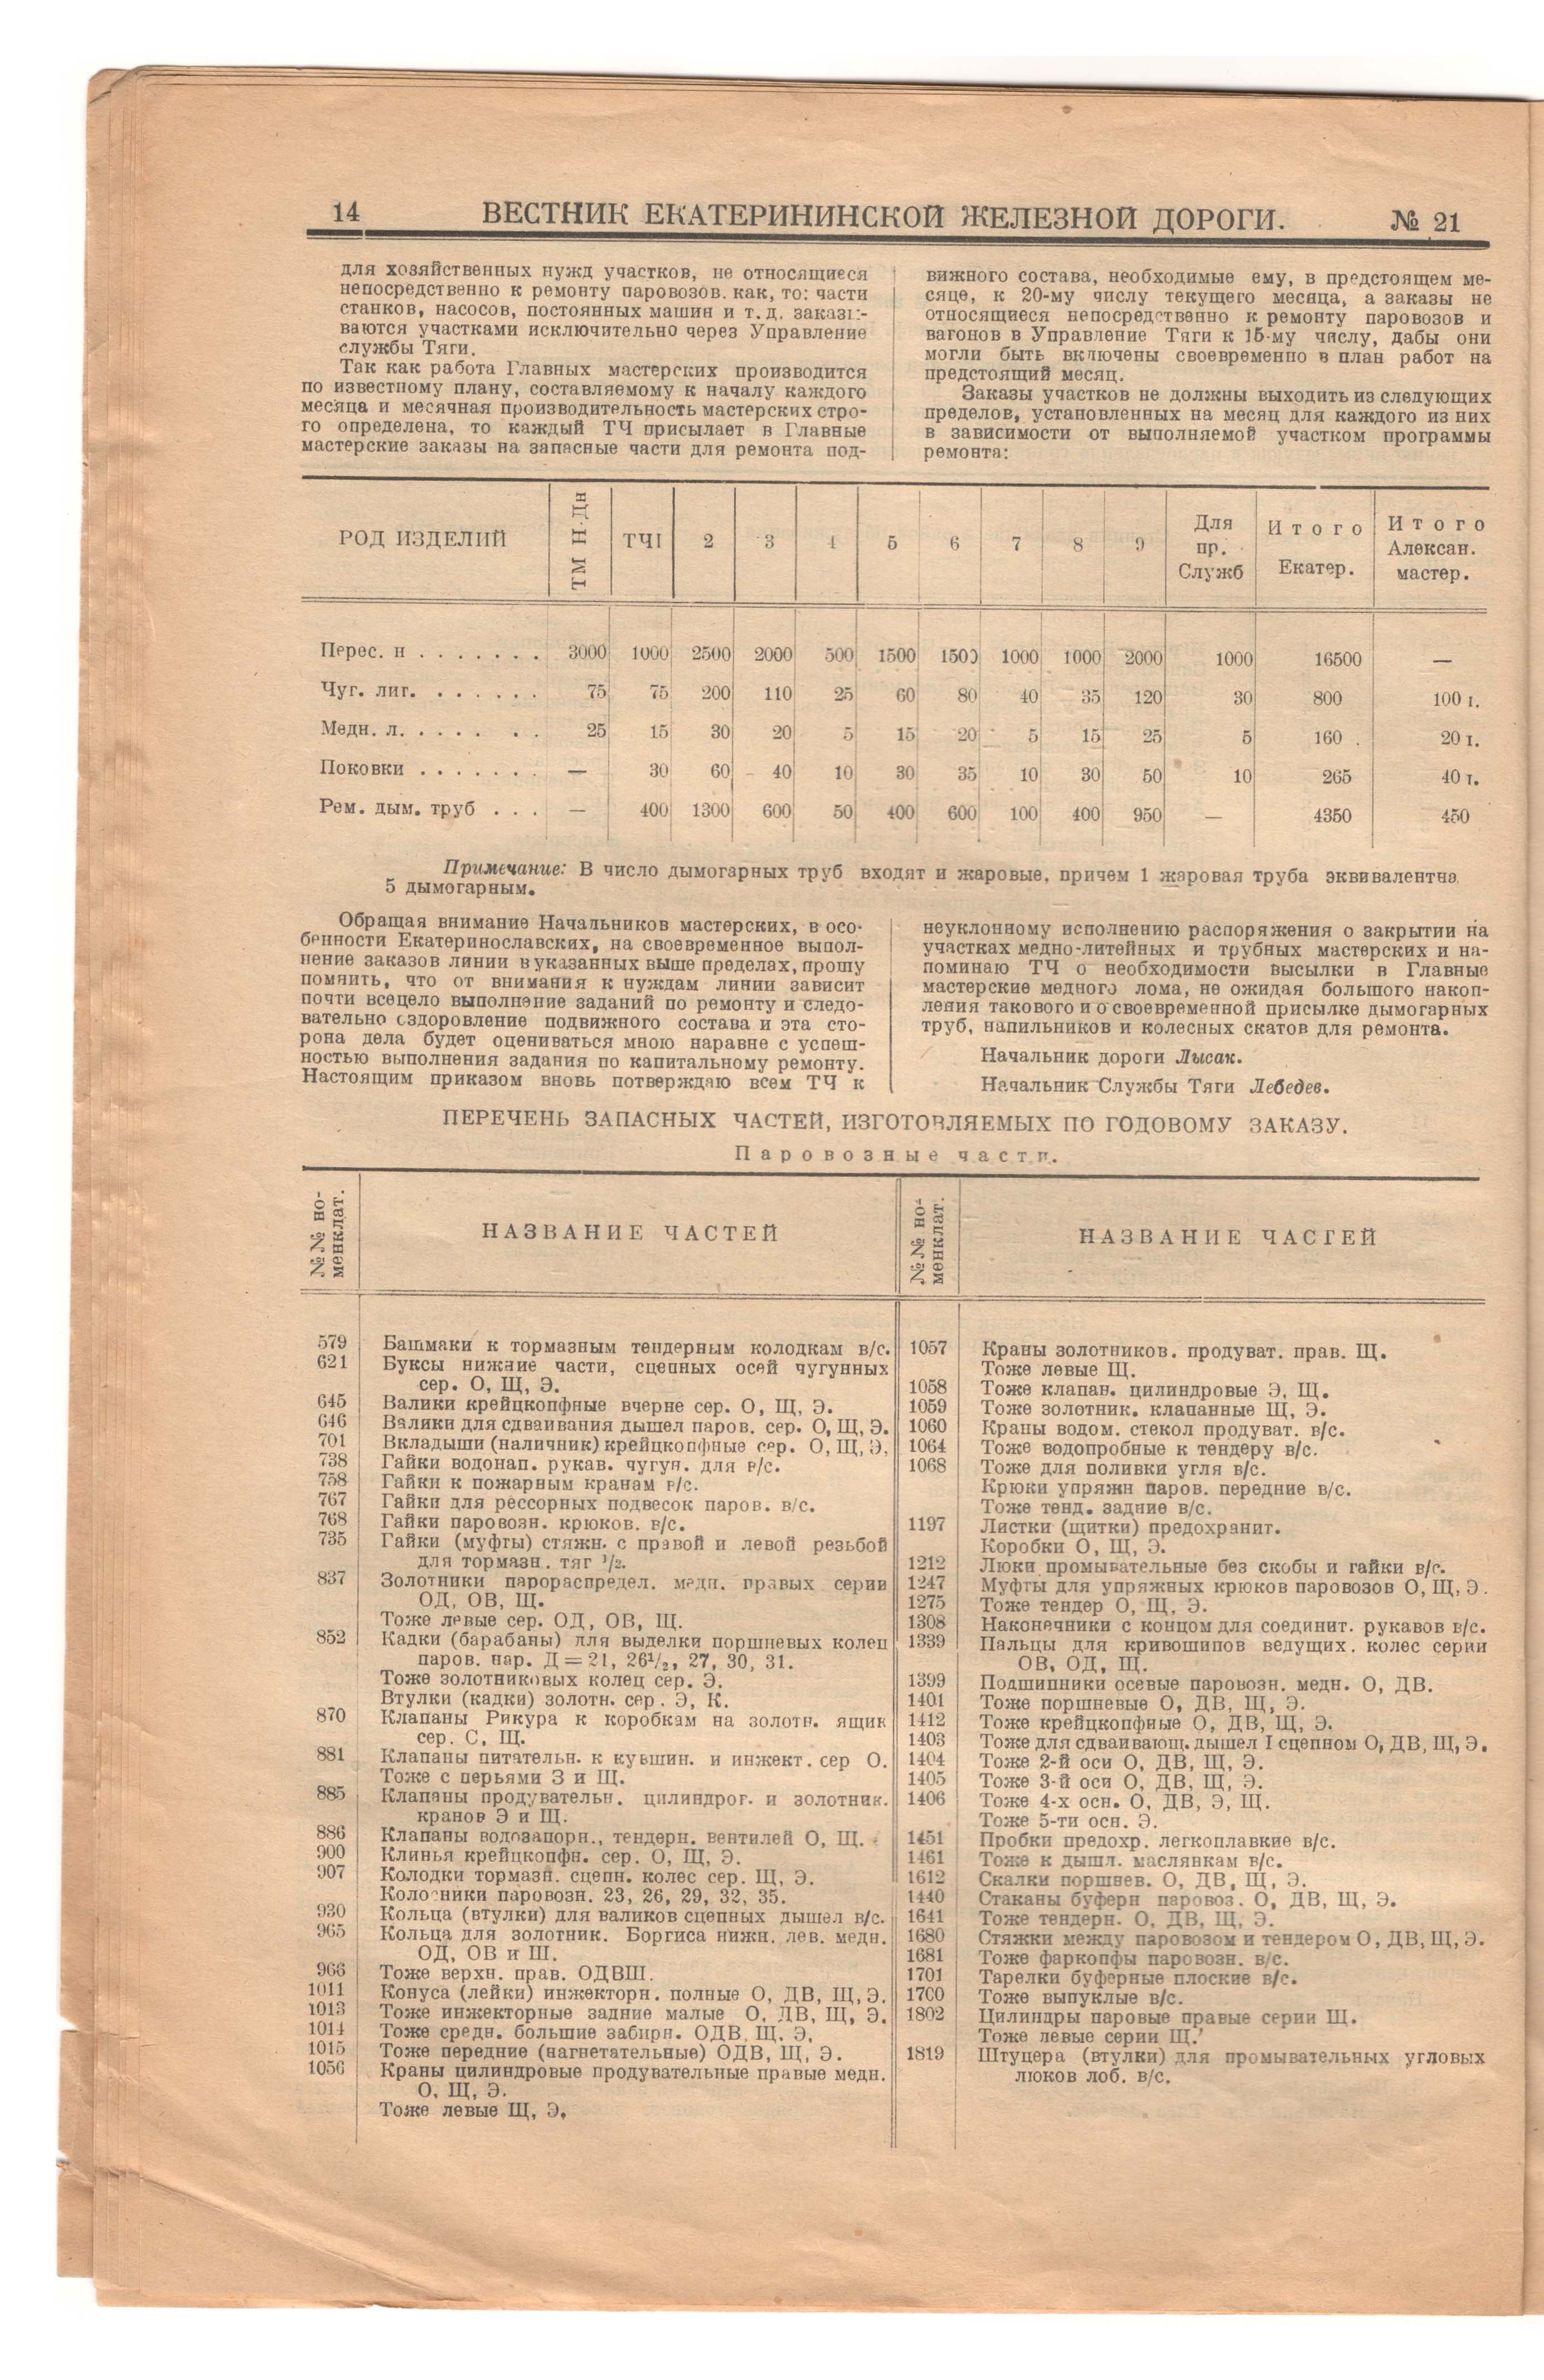 14 ВЕСТНИК ЕКАТЕРИНИНСКОЙ ЖЕЛЕЗНОЙ ДОРОГИ. № 21
для хозяйственных нужд участков, не относящиеся
непосредственно к ремонту паровозов. как, то: части
станков, насосов, постоянных машин и т. д. заказы-
ваются участками исключительно через Управление
службы Тяги.
Так как работа Главных мастерских производится
по известному плану, составляемому к началу каждого
месяца и месячная производительность мастерских стро-
го определена, то каждый ТЧ присылает в Главные
мастерские заказы на запасные части для ремонта под-
вижного состава, необходимые ему, в предстоящем ме-
сяце, к 20-му числу текущего месяца, а заказы не
относящиеся непосредственно к ремонту паровозов и
вагонов в Управление Тяги к 15-му числу, дабы они
могли быть включены своевременно в план работ на
предстоящий месяц.
Заказы участков не должны выходить из следующих
пределов, установленных на месяц для каждого из них
в зависимости от выполняемой участком программы
ремонта:
РОД ИЗДЕЛИЙ ТМ Н-Дн ТЧ1 2 3 4 5 6 7 8 9 Для пр. Служб Итого Екатер. Итого Алексан. мастер.
Перес. н . . . . . . . 3000 1000 2500 2000 500 1500 1500 1000 1000 2000 1000 16500 —
Чуг. лит. . . . . . . 75 75 200 110 25 60 80 40 35 120 30 800 100 т.
Медн. л. . . . . . . 25 15 30 20 5 15 20 5 15 25 5 160 20 т.
Поковки . . . . . . . — 30 60 40 10 30 35 10 30 50 10 265 40 т.
Рем. дым. труб . . . — 400 1300 600 50 400 600 100 400 950 — 4350 450
Примечание: В число дымогарных труб входят и жаровые, причем 1 жаровая труба эквивалентна
5 дымогарным.
Обращая внимание Начальников мастерских, в осо-
бенности Екатеринославских, на своевременное выпол-
нение заказов линии в указанных выше пределах, прошу
помнить, что от внимания к нуждам линии зависит
почти всецело выполнение заданий по ремонту и следо-
вательно оздоровление подвижного состава и эта сто-
рона дела будет оцениваться мною наравне с успеш-
ностью выполнения задания по капитальному ремонту.
Настоящим приказом вновь потверждаю всем ТЧ к
неуклонному исполнению распоряжения о закрытии на
участках медно-литейных и трубных мастерских и на-
поминаю ТЧ о необходимости высылки в Главные
мастерские медного лома, не ожидая большого накоп-
ления такового и о своевременной присылке дымогарных
труб, напильников и колесных скатов для ремонта.
Начальник дороги Лысак.
Начальник Службы Тяги Лебедев.
ПЕРЕЧЕНЬ ЗАПАСНЫХ ЧАСТЕЙ, ИЗГОТОВЛЯЕМЫХ ПО ГОДОВОМУ ЗАКАЗУ.
Паровозные части.
№№ но-
менклат.
НАЗВАНИЕ ЧАСТЕЙ
579 Башмаки к тормазным тендерным колодкам в/с.
621 Буксы нижние части, сцепных осей чугунных
сер. О, Щ, Э.
645 Валики крейцкопфные вчерне сер. О, Щ, Э.
646 Валики для сдваивания дышел паров. сер. О, Щ, Э.
701 Вкладыши (наличник) крейцкопфные сер. О, Щ, Э.
738 Гайки водонап. рукав. чугун. для в/с.
758 Гайки к пожарным кранам в/с.
767 Гайки для рессорных подвесок паров. в/с.
768 Гайки паровозн. крюков. в/с.
735 Гайки (муфты) стяжн. с правой и левой резьбой
для тормазн. тяг 1/2.
837 Золотники парораспредел. медн. правых серии
ОД, ОВ, Щ.
Тоже левые сер. ОД, ОВ, Щ.
852 Кадки (барабаны) для выделки поршневых колец
паров. пар. Д = 21, 26½, 27, 30, 31.
Тоже золотниковых колец сер. Э.
Втулки (кадки) золотн. сер. Э, К.
870 Клапаны Рикура к коробкам на золотн. ящик
сер. С, Щ.
881 Клапаны питательн. к кувшин. и инжект. сер О.
Тоже с перьями З и Щ.
885 Клапаны продувательн. цилиндров. и золотник.
кранов Э и Щ.
886 Клапаны водозапорн., тендерн. вентилей О, Щ.
900 Клинья крейцкопфн. сер. О, Щ, Э.
907 Колодки тормазн. сцепн. колес сер. Щ, Э.
Колосники паровозн. 23, 26, 29, 32, 35.
930 Кольца (втулки) для валиков сцепных дышел в/с.
965 Кольца для золотник. Боргиса нижн. лев. медн.
ОД, ОВ и Ш.
966 Тоже верхн. прав. ОДВШ.
1011 Конуса (лейки) инжекторн. полные О, ДВ, Щ, Э.
1013 Тоже инжекторные задние малые О, ДВ, Щ, Э.
1014 Тоже средн. большие забирн. ОДВ, Щ, Э.
1015 Тоже передние (нагнетательные) ОДВ, Щ, Э.
1056 Краны цилиндровые продувательные правые медн.
О, Щ, Э.
Тоже левые Щ, Э.
№№ но-
менклат.
НАЗВАНИЕ ЧАСТЕЙ
1057 Краны золотников. продуват. прав. Щ.
Тоже левые Щ.
1058 Тоже клапан. цилиндровые Э, Щ.
1059 Тоже золотник. клапанные Щ, Э.
1060 Краны водом. стекол продуват. в/с.
1064 Тоже водопробные к тендеру в/с.
1068 Тоже для поливки угля в/с.
Крюки упряжн паров. передние в/с.
Тоже тенд. задние в/с.
1197 Листки (щитки) предохранит.
Коробки О, Щ, Э.
1212 Люки промывательные без скобы и гайки в/с.
1247 Муфты для упряжных крюков паровозов О, Щ, Э.
1275 Тоже тендер О, Щ, Э.
1308 Наконечники с концом для соединит. рукавов в/с.
1339 Пальцы для кривошипов ведущих. колес серии
ОВ, ОД, Щ.
1399 Подшипники осевые паровозн. медн. О, ДВ.
1401 Тоже поршневые О, ДВ, Щ, Э.
1412 Тоже крейцкопфные О, ДВ, Щ, Э.
1403 Тоже для сдваивающ. дышел I сцепном О, ДВ, Щ, Э.
1404 Тоже 2-й оси О, ДВ, Щ, Э.
1405 Тоже 3-й оси О, ДВ, Щ, Э.
1406 Тоже 4-х осн. О, ДВ, Э, Щ.
Тоже 5-ти осн. Э.
1451 Пробки предохр. легкоплавкие в/с.
1461 Тоже к дышл. маслянкам в/с.
1612 Скалки поршнев. О, ДВ, Щ, Э.
1440 Стаканы буферн паровоз. О, ДВ, Щ, Э.
1641 Тоже тендерн. О, ДВ, Щ, Э.
1680 Стяжки между паровозом и тендером О, ДВ, Щ, Э.
1681 Тоже фаркопфы паровозн. в/с.
1701 Тарелки буферные плоские в/с.
1700 Тоже выпуклые в/с.
1802 Цилиндры паровые правые серии Щ.
Тоже левые серии Щ.
1819 Штуцера (втулки) для промывательных угловых
люков лоб. в/с.